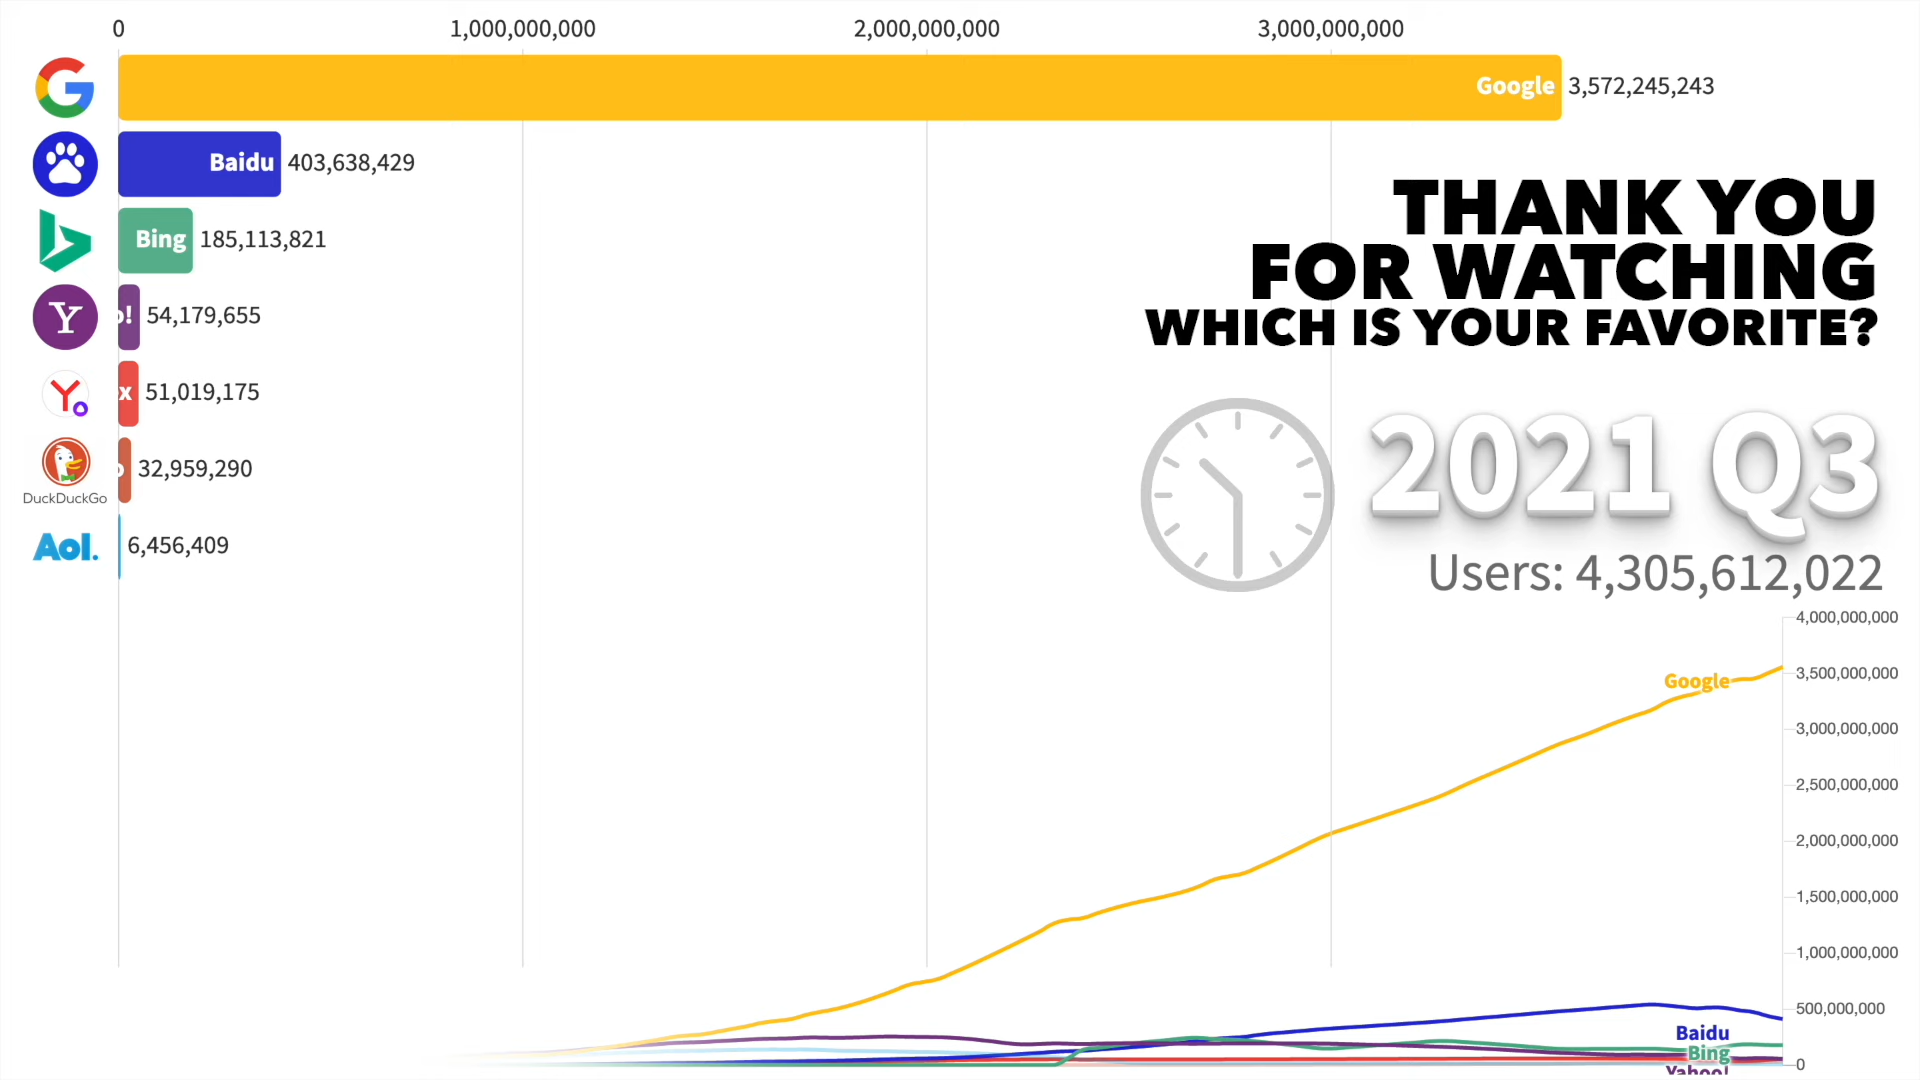 0 1,000,000,000 2,000,000,000 3,000,000,000
G Google 3,572,245,243
Baidu 403,638,429
Bing 185,113,821
Y o! 54,179,655
Y x 51,019,175
o 32,959,290
DuckDuckGo
Aol. 6,456,409
THANK YOU
FOR WATCHING
WHICH IS YOUR FAVORITE?
2021 Q3
Users: 4,305,612,022
4,000,000,000
3,500,000,000
Google
3,000,000,000
2,500,000,000
2,000,000,000
1,500,000,000
1,000,000,000
500,000,000
Baidu
Bing
0
Yahoo!